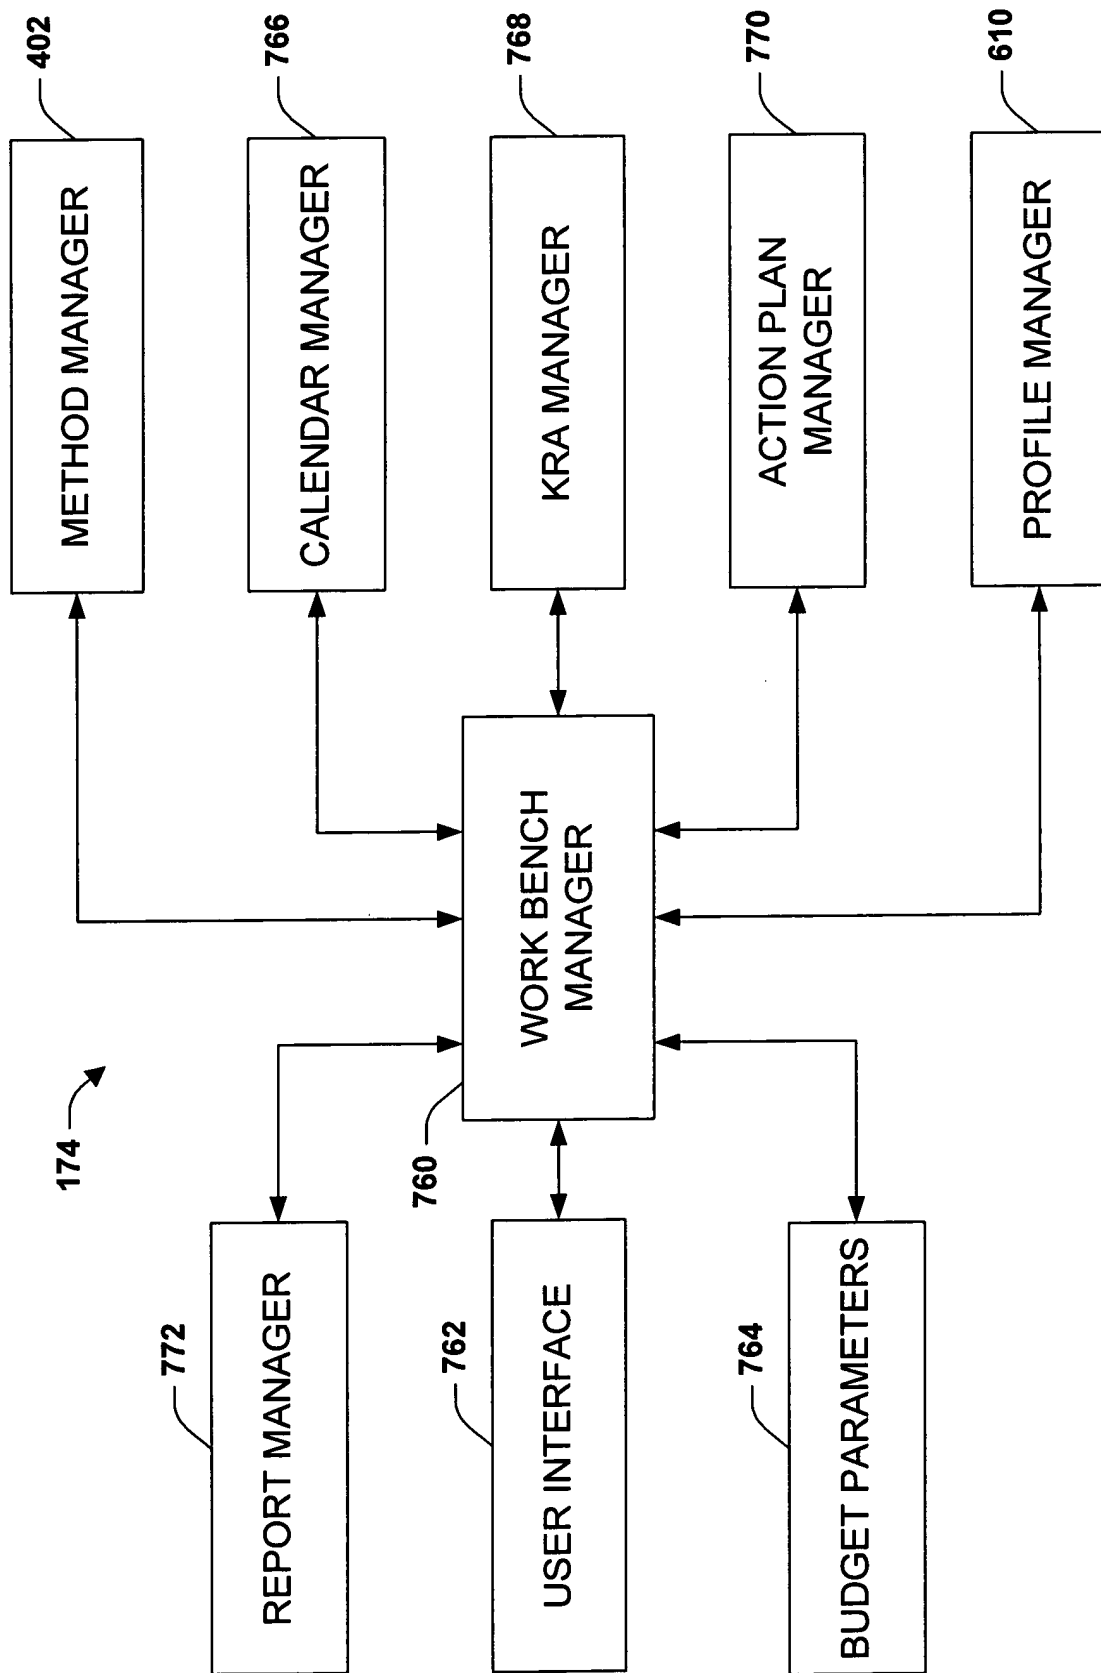 174
REPORT MANAGER
772
USER INTERFACE
762
BUDGET PARAMETERS
764
WORK BENCH
MANAGER
760
METHOD MANAGER
402
CALENDAR MANAGER
766
KRA MANAGER
768
ACTION PLAN
MANAGER
770
PROFILE MANAGER
610